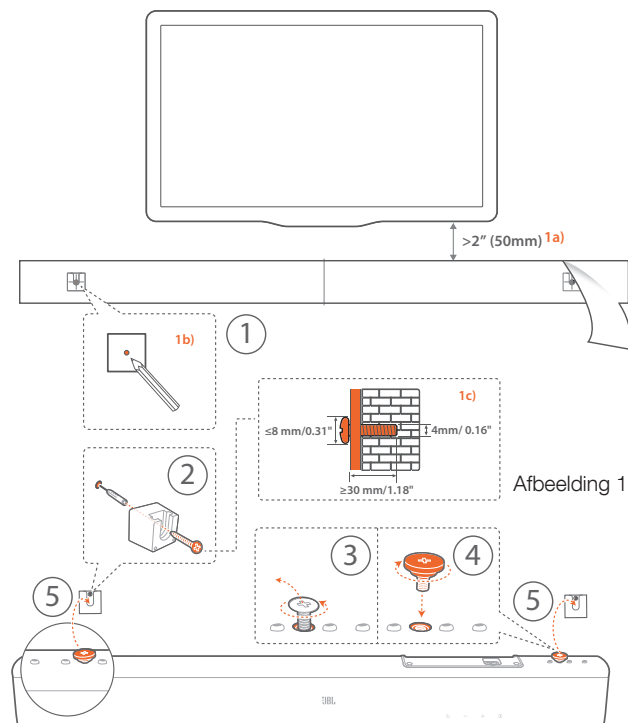 >2” (50mm) 1a)
1b)
1
1c)
≤8 mm/0.31"
4mm/ 0.16"
≥30 mm/1.18"
2
Afbeelding 1
3
4
5
5
JBL